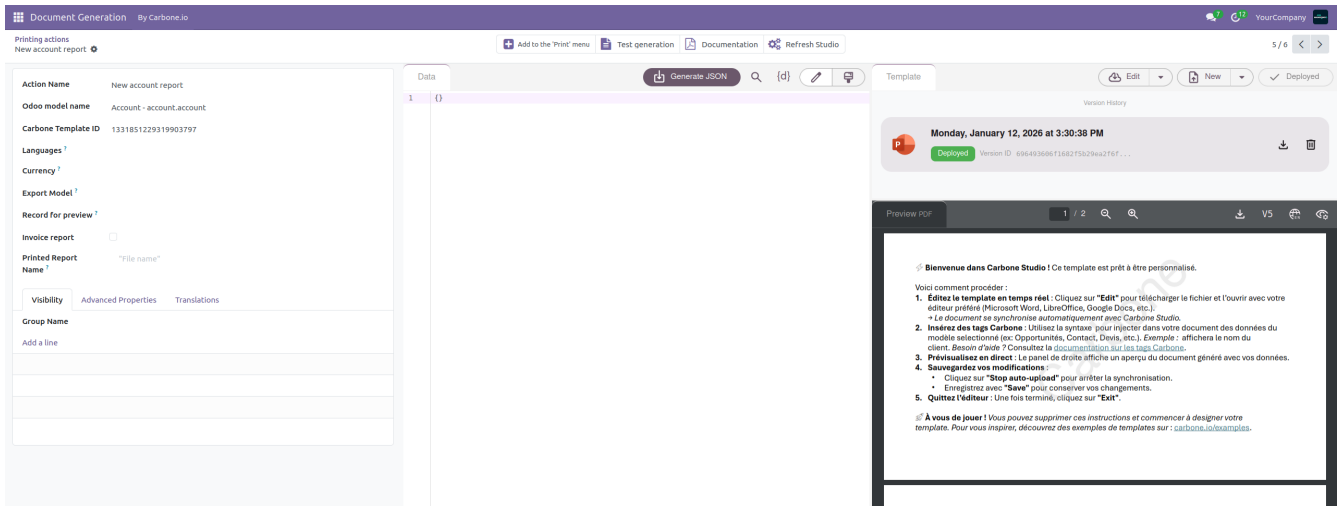 Document Generation By Carbone.io
7 12 YourCompany
Printing actions
New account report
Add to the 'Print' menu Test generation Documentation Refresh Studio
5 / 6
Action Name New account report
Odoo model name Account - account.account
Carbone Template ID 1331851229319903797
Languages ?
Currency ?
Export Model ?
Record for preview ?
Invoice report
Printed Report Name ? "File name"
Visibility Advanced Properties Translations
Group Name
Add a line
Data Generate JSON {d}
1 {}
Template Edit New Deployed
Version History
Monday, January 12, 2026 at 3:30:38 PM
Deployed Version ID 696493606f1602f5b29ea2f6f...
Preview PDF 1 / 2 V5
Bienvenue dans Carbone Studio ! Ce template est prêt à être personnalisé.
Voici comment procéder :
1. Éditez le template en temps réel : Cliquez sur "Edit" pour télécharger le fichier et l'ouvrir avec votre
éditeur préféré (Microsoft Word, LibreOffice, Google Docs, etc.).
→ Le document se synchronise automatiquement avec Carbone Studio.
2. Insérez des tags Carbone : Utilisez la syntaxe pour injecter dans votre document des données du
modèle selectionné (ex: Opportunités, Contact, Devis, etc.). Exemple : affichera le nom du
client. Besoin d'aide ? Consultez la documentation sur les tags Carbone.
3. Prévisualisez en direct : Le panel de droite affiche un aperçu du document généré avec vos données.
4. Sauvegardez vos modifications :
• Cliquez sur "Stop auto-upload" pour arrêter la synchronisation.
• Enregistrez avec "Save" pour conserver vos changements.
5. Quittez l'éditeur : Une fois terminé, cliquez sur "Exit".
À vous de jouer ! Vous pouvez supprimer ces instructions et commencer à designer votre
template. Pour vous inspirer, découvrez des exemples de templates sur : carbone.io/examples.
Carbone